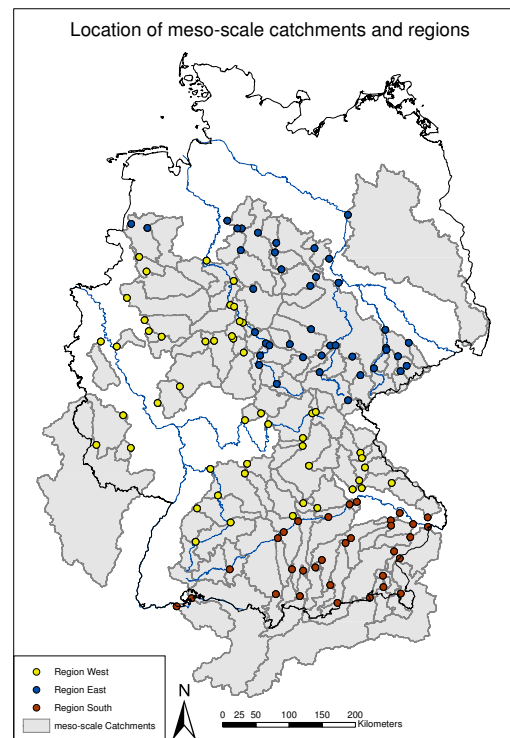 Location of meso-scale catchments and regions
Region West
Region East
Region South
meso-scale Catchments
N
0 25 50 100 150 200
Kilometers